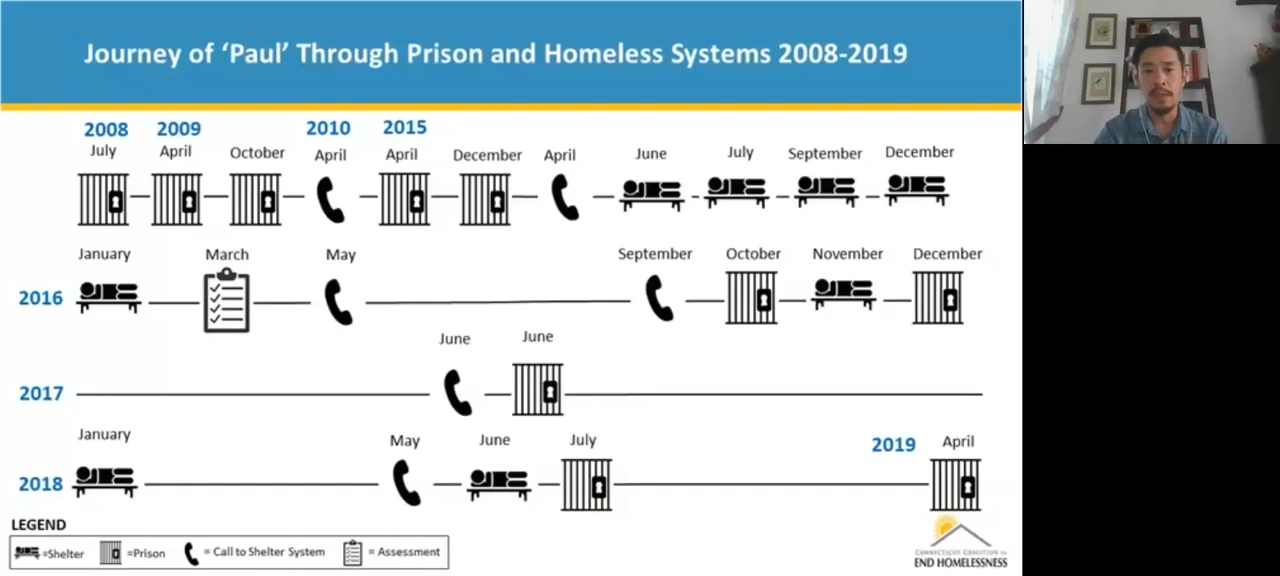 Journey of ‘Paul’ Through Prison and Homeless Systems 2008-2019
2008 2009 2010 2015
July April October April April December April June July September December
January March May September October November December
2016
June June
2017
January May June July 2019 April
2018
LEGEND
=Shelter =Prison = Call to Shelter System = Assessment
CONNECTICUT COALITION TO
END HOMELESSNESS